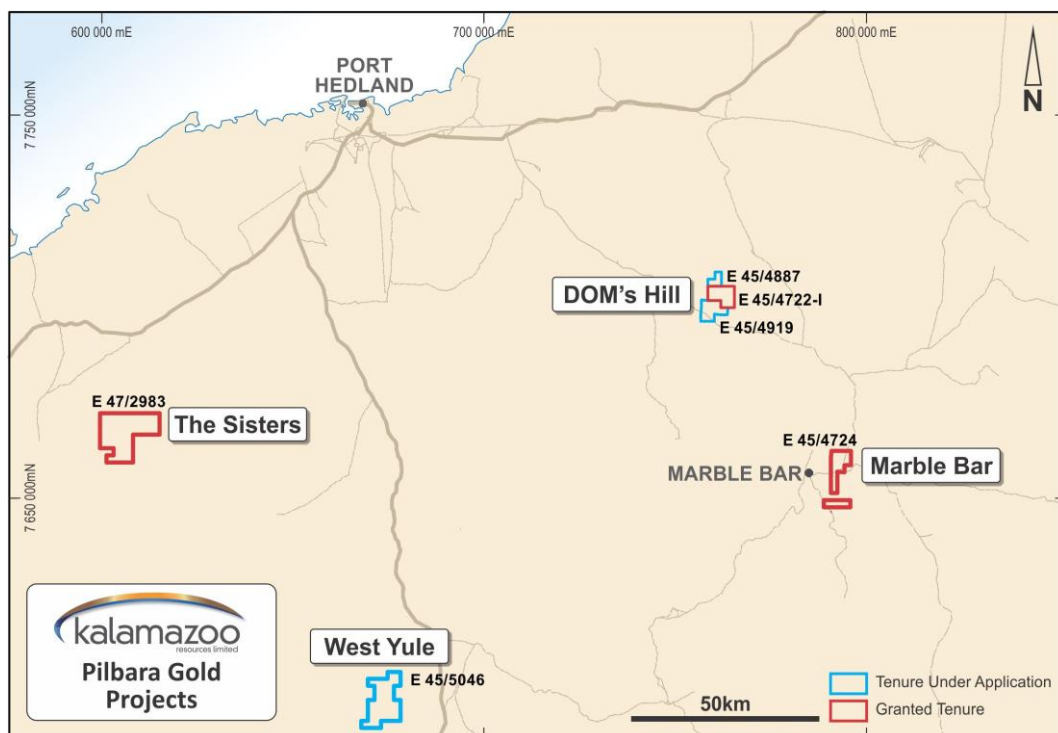 600 000 mE
700 000 mE
800 000 mE
7 750 000mN
7 650 000mN
N
PORT
HEDLAND
E 45/4887
DOM's Hill
E 45/4722-I
E 45/4919
E 47/2983
The Sisters
E 45/4724
MARBLE BAR
Marble Bar
West Yule
E 45/5046
kalamazoo
resources limited
Pilbara Gold
Projects
50km
Tenure Under Application
Granted Tenure